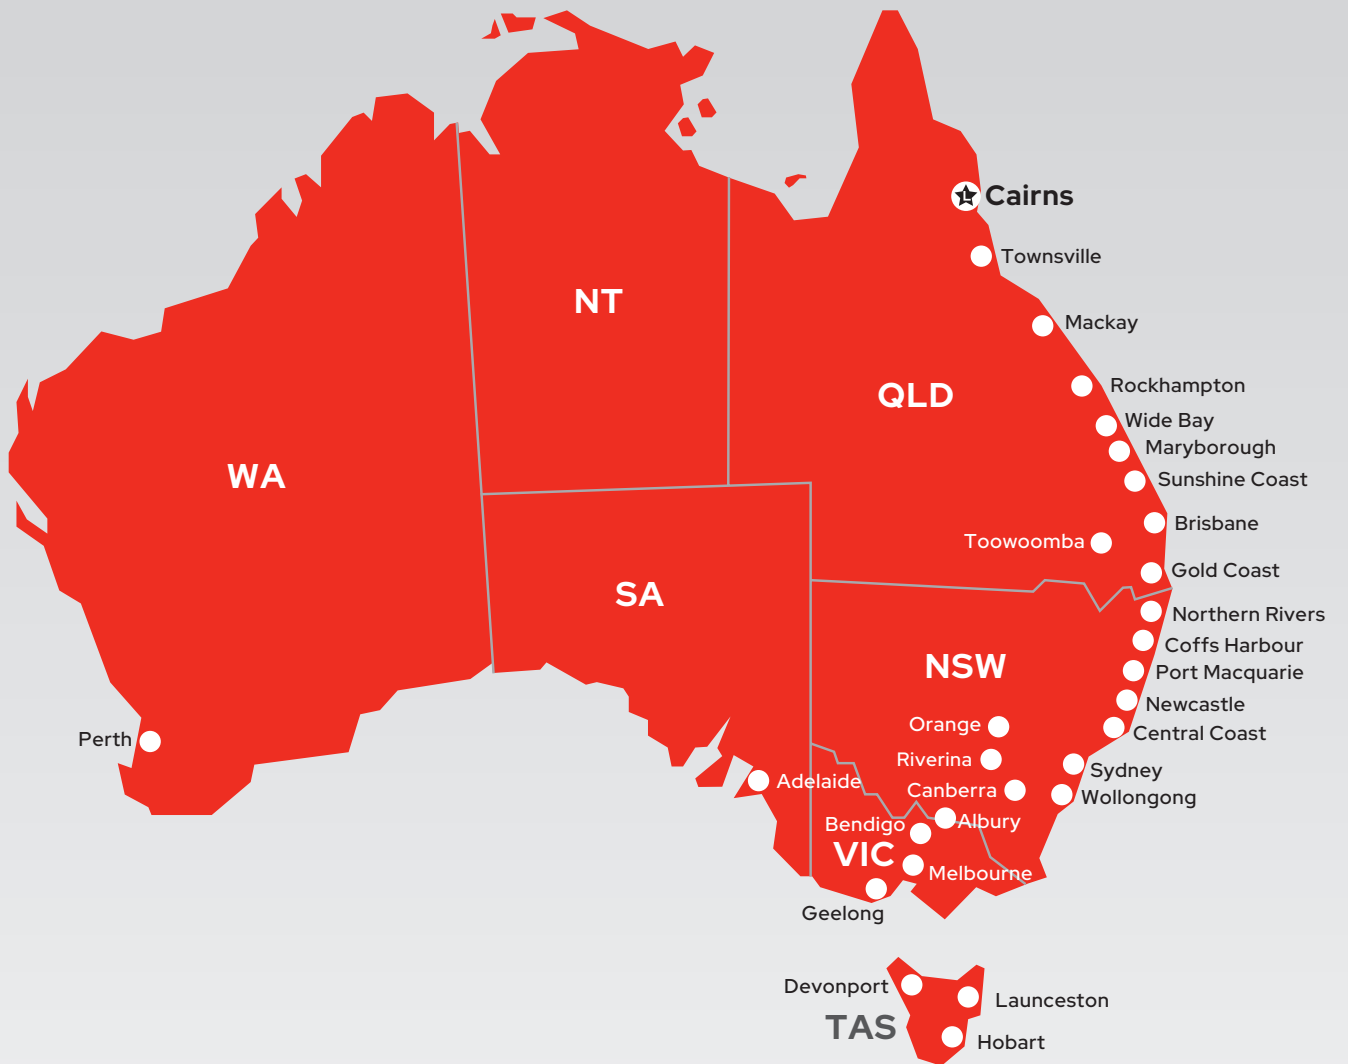 L
Cairns
Townsville
NT
Mackay
Rockhampton
QLD
Wide Bay
Maryborough
WA
Sunshine Coast
Brisbane
Toowoomba
Gold Coast
SA
Northern Rivers
Coffs Harbour
NSW
Port Macquarie
Newcastle
Orange
Central Coast
Perth
Riverina
Sydney
Adelaide
Canberra
Wollongong
Bendigo
Albury
VIC
Melbourne
Geelong
Devonport
Launceston
TAS
Hobart